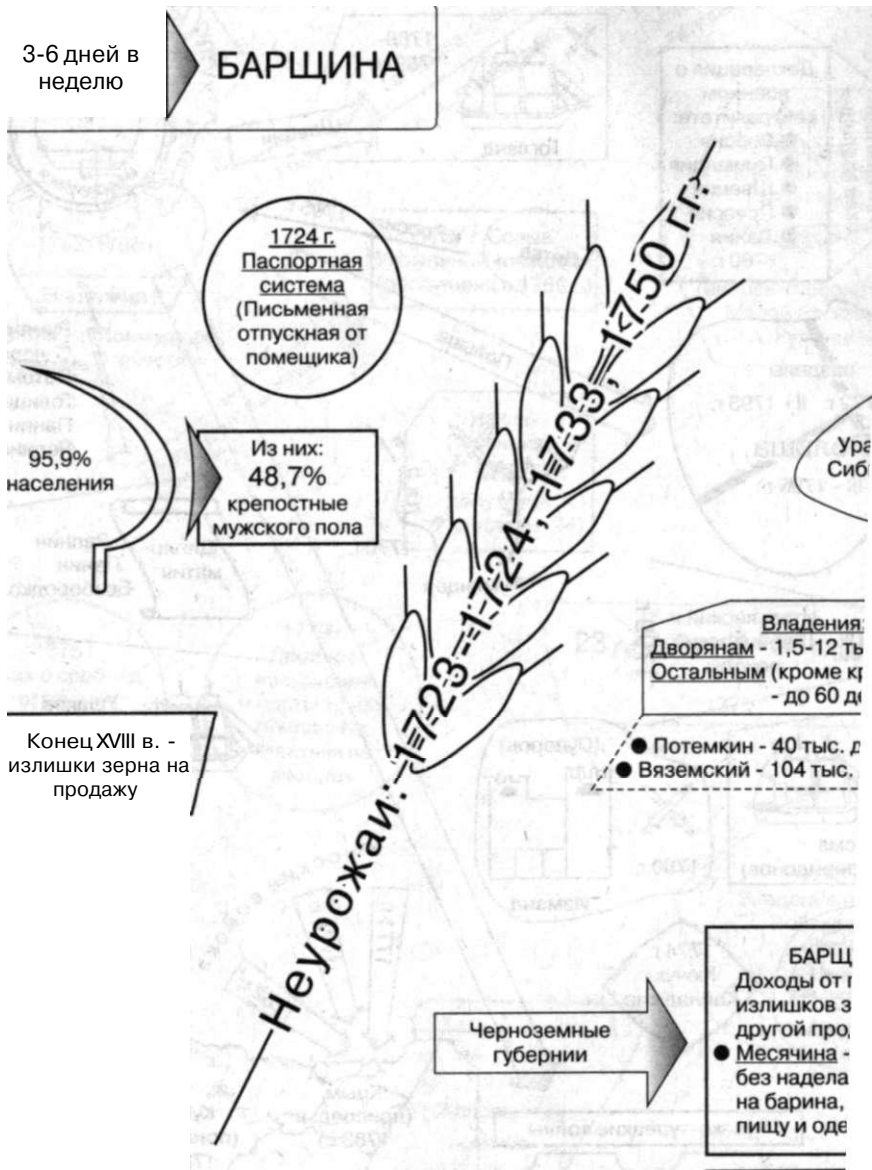 3-6 дней в
неделю
БАРЩИНА
1724 г.
Паспортная
система
(Письменная
отпускная от
помещика)
95,9%
населения
Из них:
48,7%
крепостные
мужского пола
Неурожаи: 1723-1724, 1733, 1750 гг.
Ура
Сиб
Владения:
Дворянам - 1,5-12 ты
Остальным (кроме кр
- до 60 де
● Потемкин - 40 тыс. д
● Вяземский - 104 тыс.
Конец XVIII в. -
излишки зерна на
продажу
Черноземные
губернии
БАРЩ
Доходы от п
излишков з
другой про
● Месячина -
без надела
на барина,
пищу и оде